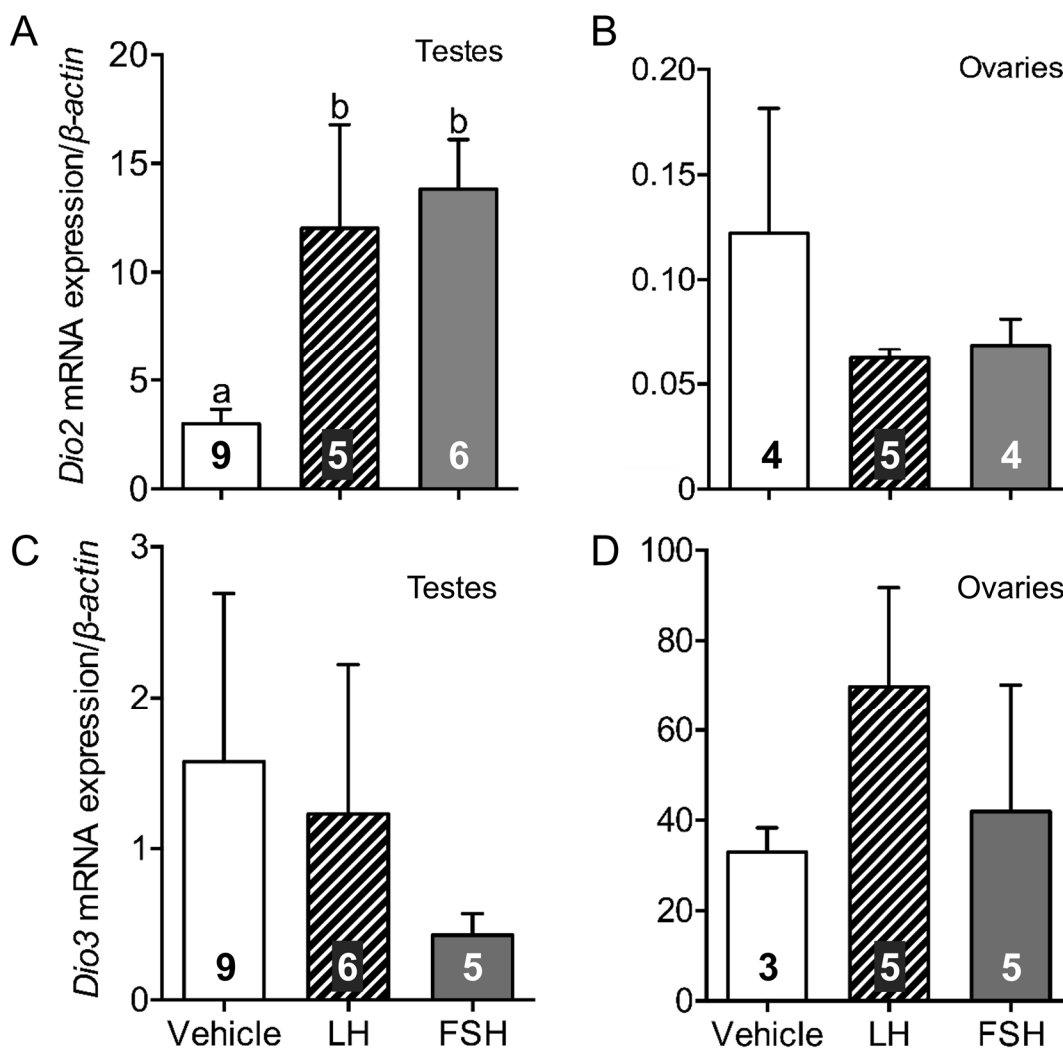 A
Testes
Dio2 mRNA expression/β-actin
20
15
10
5
0
a
b
b
9
5
6
B
Ovaries
0.20
0.15
0.10
0.05
0
4
5
4
C
Testes
Dio3 mRNA expression/β-actin
3
2
1
0
9
6
5
Vehicle LH FSH
D
Ovaries
100
80
60
40
20
0
3
5
5
Vehicle LH FSH